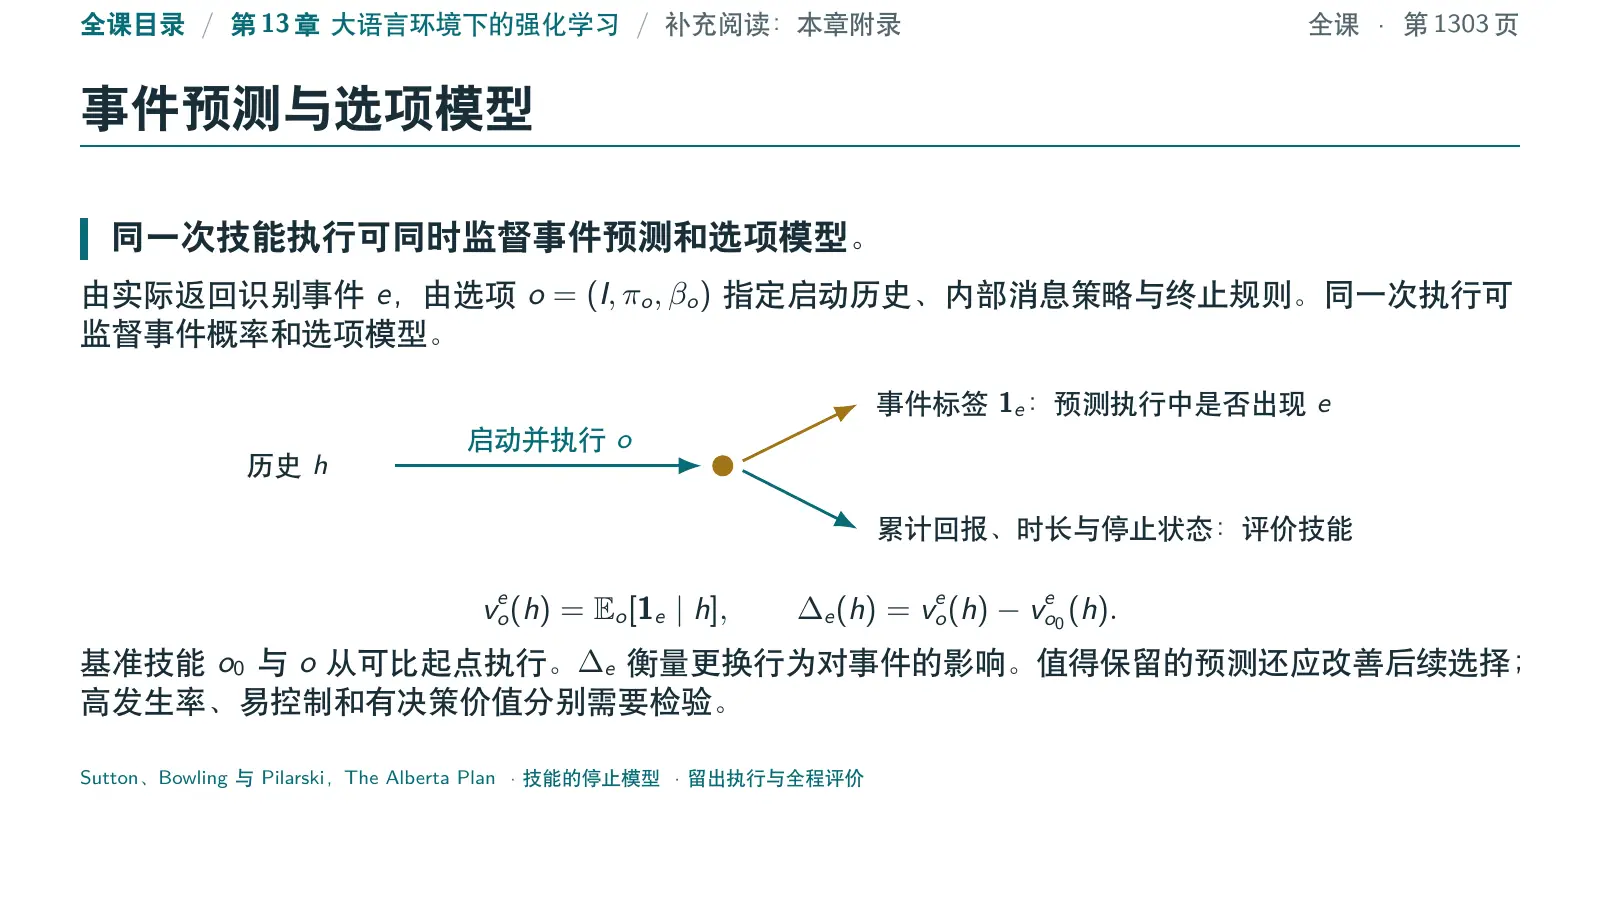 全课目录 / 第 13 章 大语言环境下的强化学习 / 补充阅读：本章附录
全课 · 第 1303 页
事件预测与选项模型
同一次技能执行可同时监督事件预测和选项模型。
由实际返回识别事件 e，由选项 o = (I, πₒ, βₒ) 指定启动历史、内部消息策略与终止规则。同一次执行可
监督事件概率和选项模型。
事件标签 𝟏ₑ：预测执行中是否出现 e
启动并执行 o
历史 h
累计回报、时长与停止状态：评价技能
vₒᵉ(h) = 𝔼ₒ[𝟏ₑ | h],  Δₑ(h) = vₒᵉ(h) − v_{o₀}ᵉ(h).
基准技能 o₀ 与 o 从可比起点执行。Δₑ 衡量更换行为对事件的影响。值得保留的预测还应改善后续选择；
高发生率、易控制和有决策价值分别需要检验。
Sutton、Bowling 与 Pilarski，The Alberta Plan · 技能的停止模型 · 留出执行与全程评价